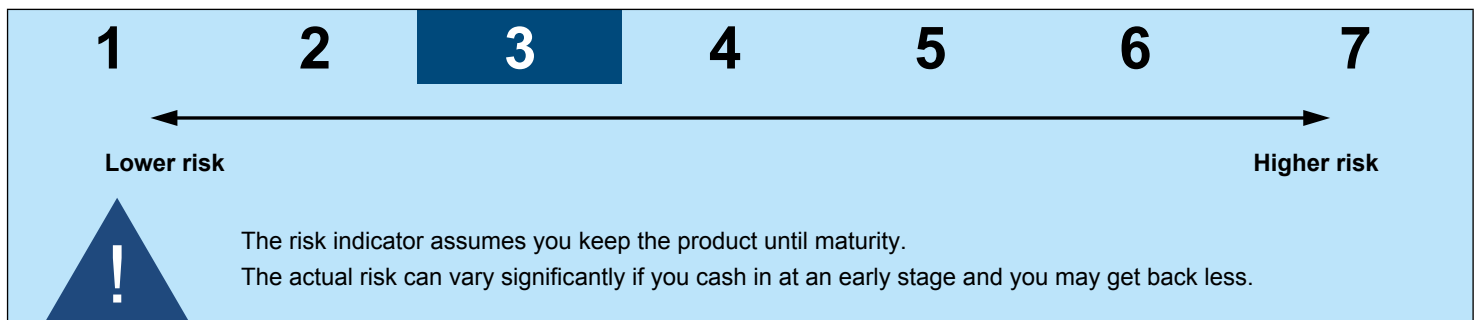 1 2 3 4 5 6 7
Lower risk Higher risk
!
The risk indicator assumes you keep the product until maturity.
The actual risk can vary significantly if you cash in at an early stage and you may get back less.